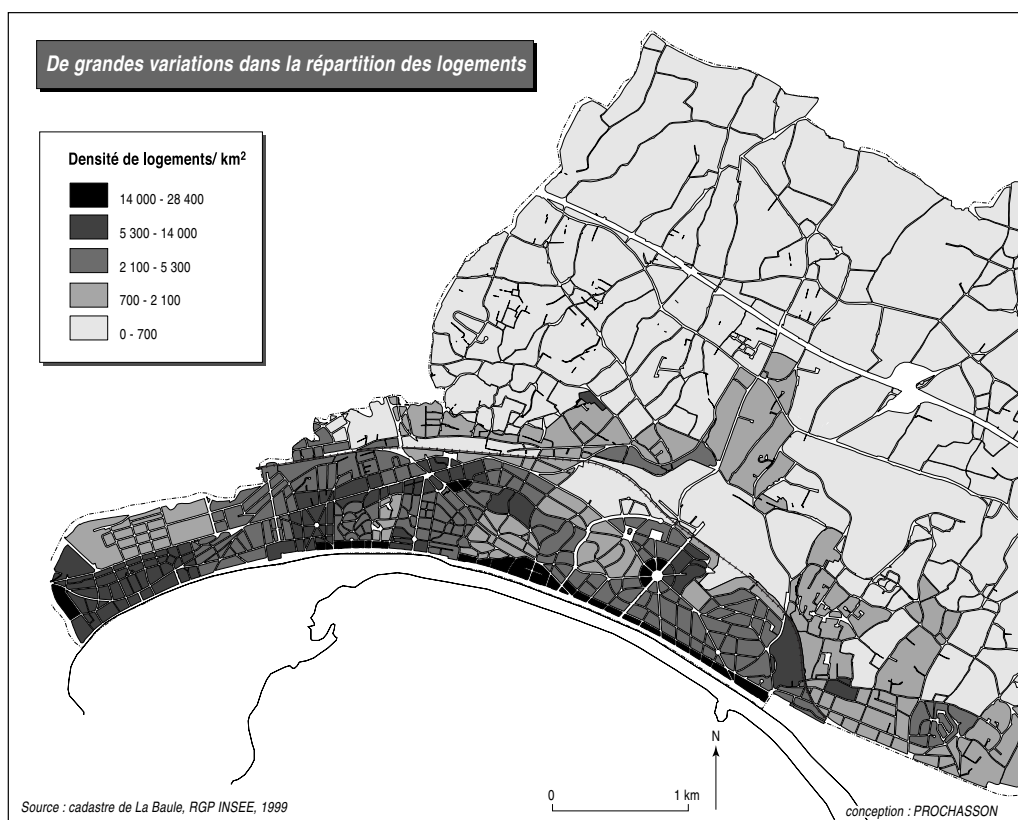 De grandes variations dans la répartition des logements
Densité de logements/ km²
14 000 - 28 400
5 300 - 14 000
2 100 - 5 300
700 - 2 100
0 - 700
N
0 1 km
Source : cadastre de La Baule, RGP INSEE, 1999
conception : PROCHASSON